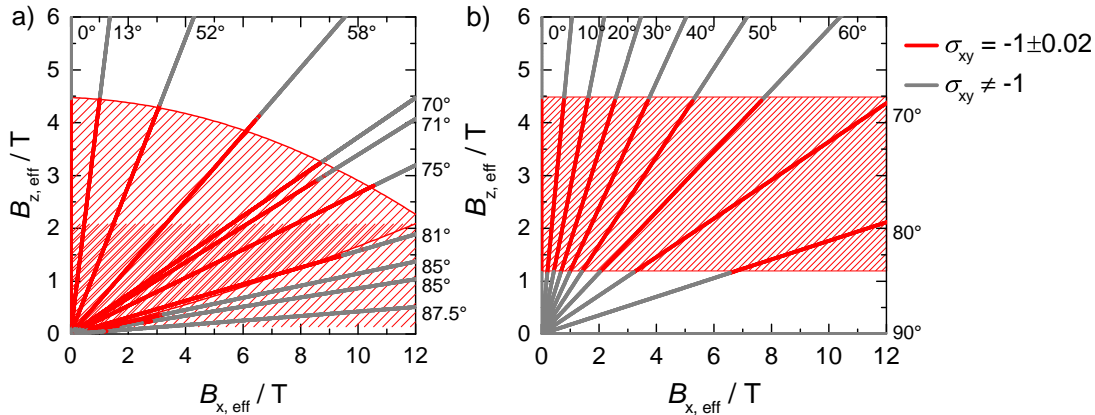 a)
0° 13° 52° 58°
6
5
4
3
2
1
0
B_z, eff / T
70°
71°
75°
81°
85°
85°
87.5°
0 2 4 6 8 10 12
B_x, eff / T
b)
0° 10° 20° 30° 40° 50° 60°
6
5
4
3
2
1
0
B_z, eff / T
70°
80°
90°
0 2 4 6 8 10 12
B_x, eff / T
σ_xy = -1±0.02
σ_xy ≠ -1